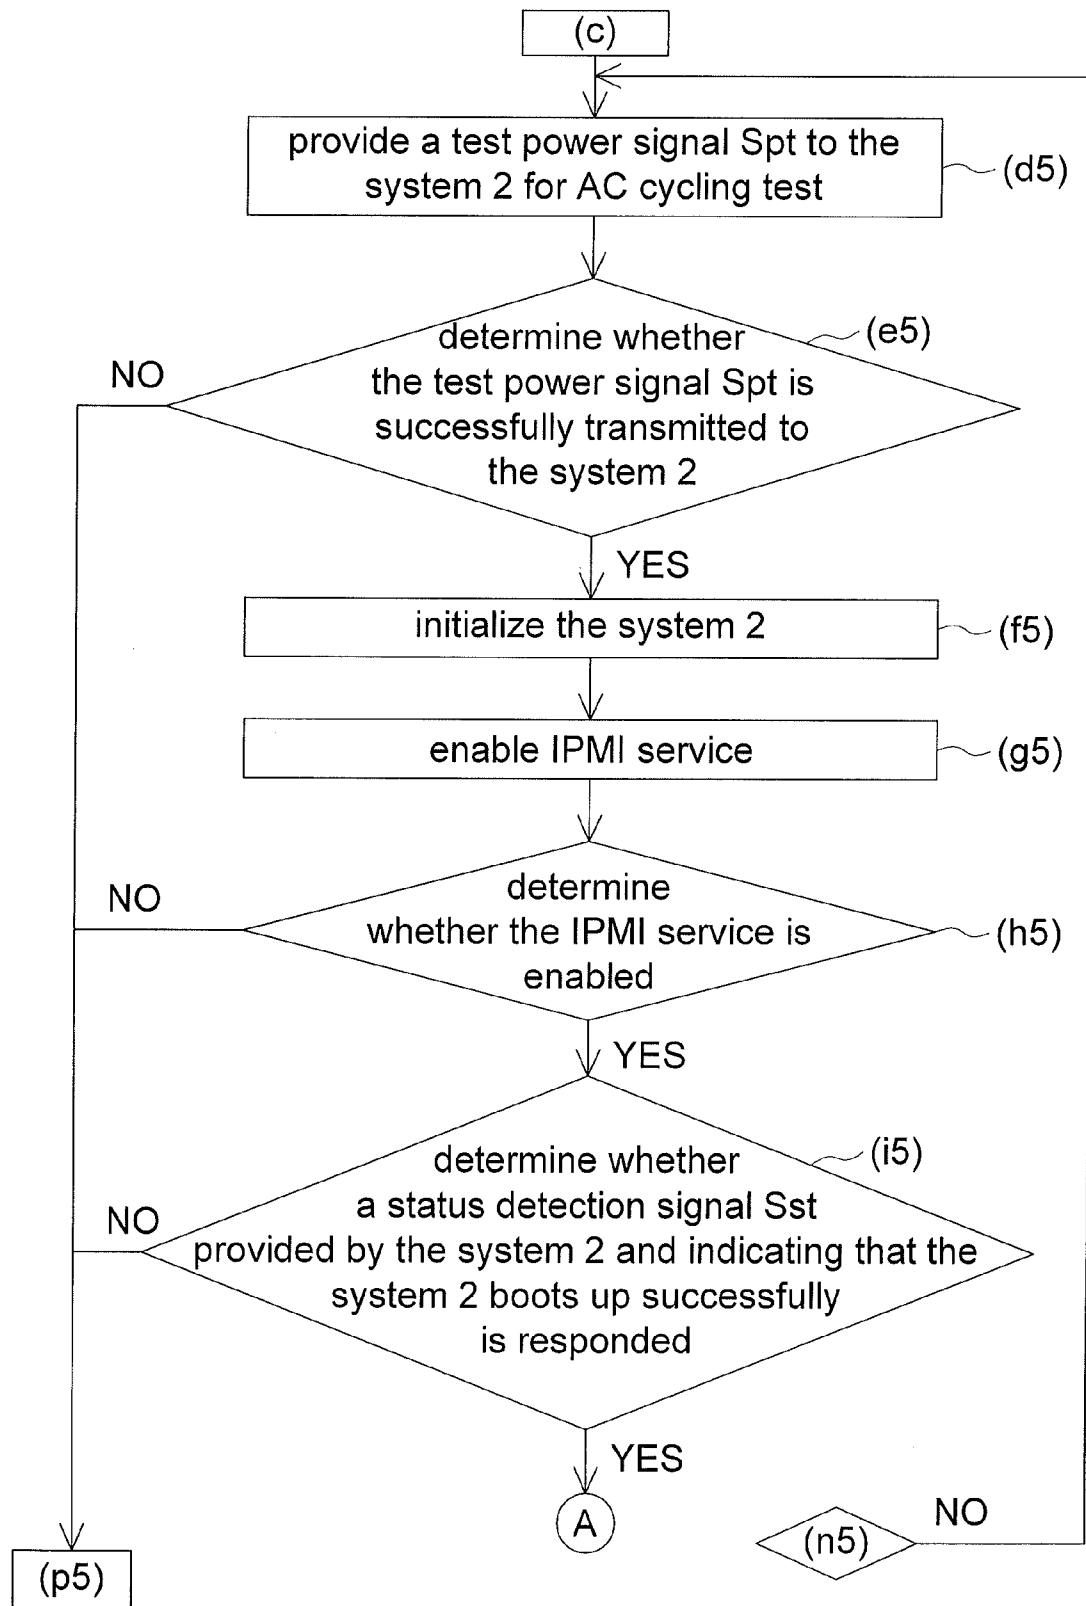 (c)
provide a test power signal Spt to the
system 2 for AC cycling test
(d5)
(e5)
determine whether
the test power signal Spt is
successfully transmitted to
the system 2
NO
YES
initialize the system 2
(f5)
enable IPMI service
(g5)
determine
whether the IPMI service is
enabled
NO
(h5)
YES
(i5)
determine whether
a status detection signal Sst
provided by the system 2 and indicating that the
system 2 boots up successfully
is responded
NO
YES
A
(n5)
NO
(p5)